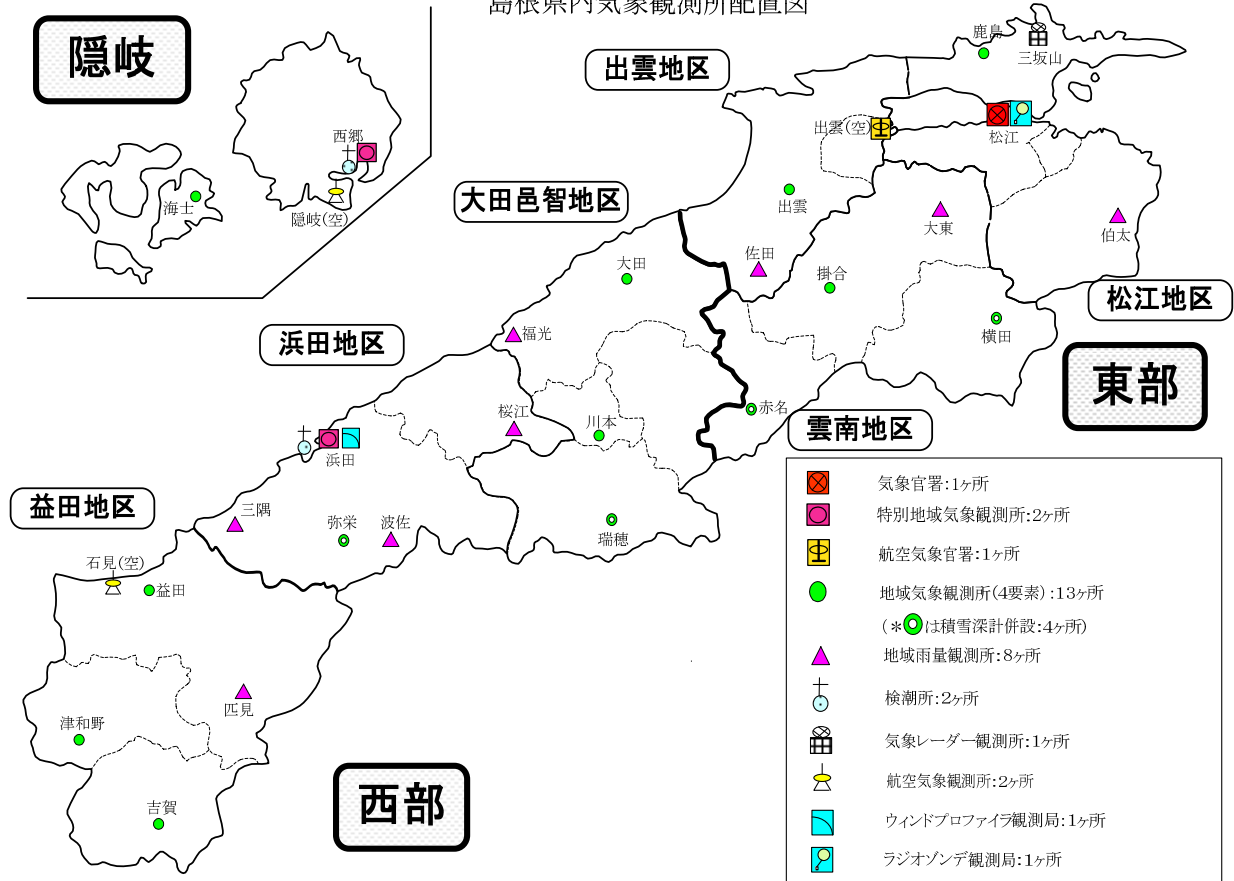 島根県内気象観測所配置図
隠岐
西郷
海士
隠岐(空)
出雲地区
鹿島
三坂山
出雲(空)
松江
大田邑智地区
出雲
大東
伯太
佐田
掛合
大田
松江地区
横田
東部
浜田地区
福光
桜江
川本
赤名
雲南地区
浜田
益田地区
三隅
弥栄
波佐
瑞穂
石見(空)
益田
匹見
津和野
吉賀
西部
気象官署:1ヶ所
特別地域気象観測所:2ヶ所
航空気象官署:1ヶ所
地域気象観測所(4要素):13ヶ所
(*◎は積雪深計併設:4ヶ所)
地域雨量観測所:8ヶ所
検潮所:2ヶ所
気象レーダー観測所:1ヶ所
航空気象観測所:2ヶ所
ウィンドプロファイラ観測局:1ヶ所
ラジオゾンデ観測局:1ヶ所